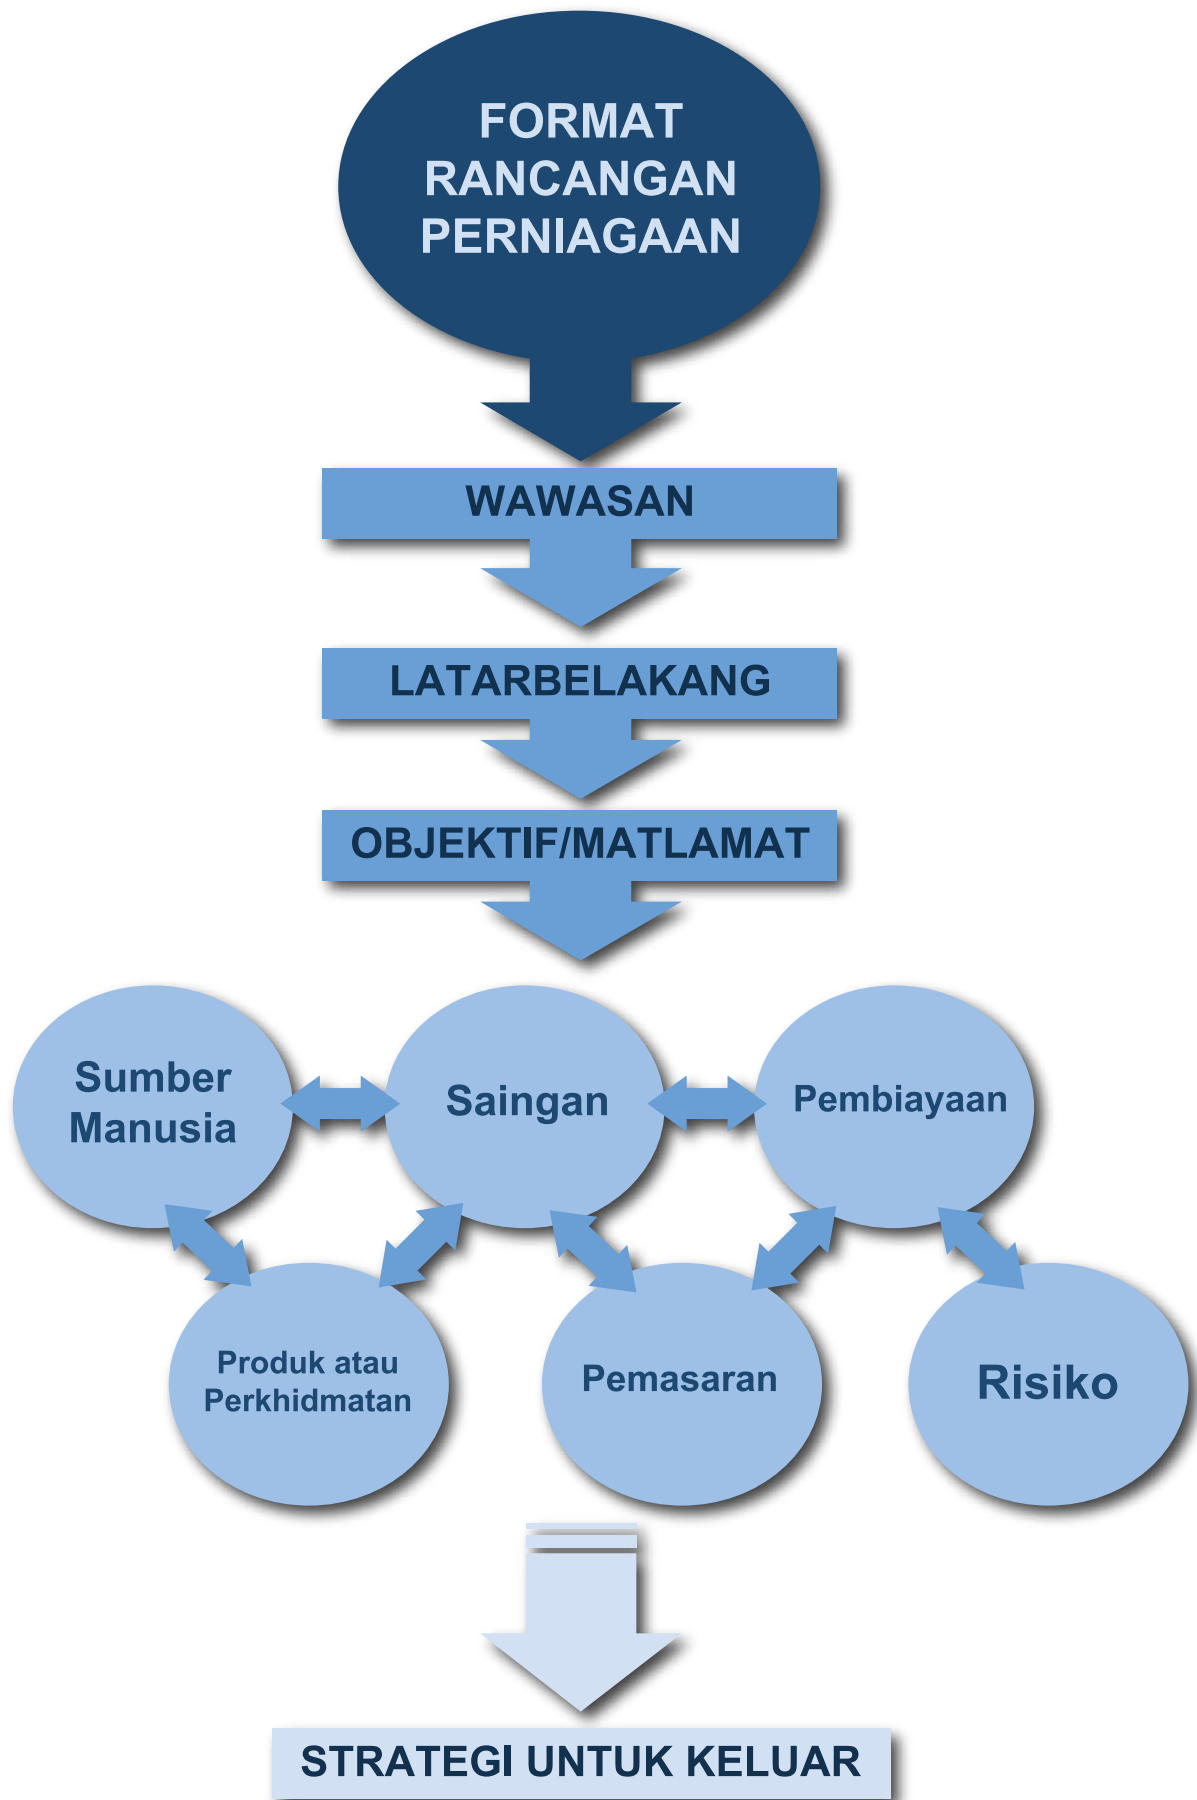 FORMAT
RANCANGAN
PERNIAGAAN
WAWASAN
LATARBELAKANG
OBJEKTIF/MATLAMAT
Sumber
Manusia
Saingan
Pembiayaan
Produk atau
Perkhidmatan
Pemasaran
Risiko
STRATEGI UNTUK KELUAR